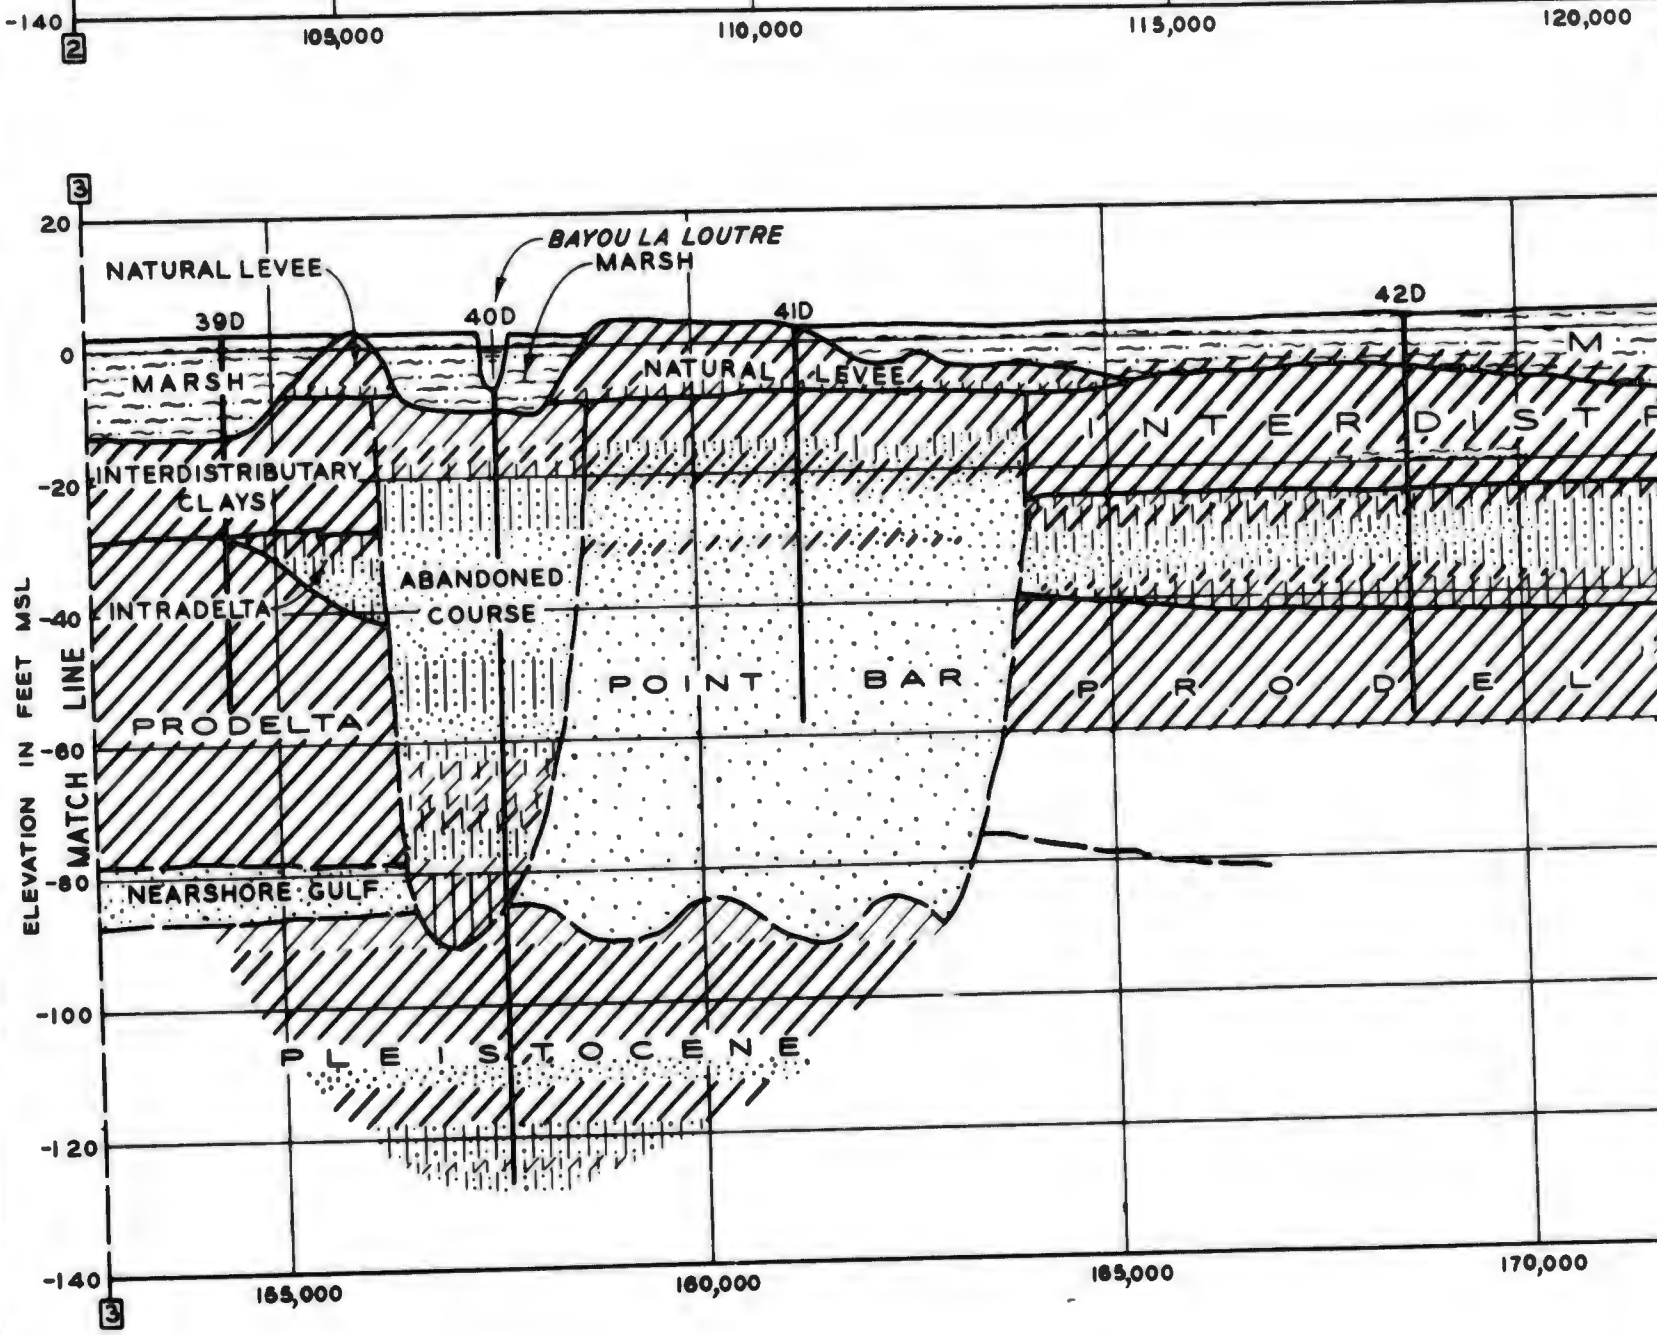 -140
2
105,000 110,000 115,000 120,000
3
20
BAYOU LA LOUTRE
MARSH
NATURAL LEVEE
39D 40D 41D 42D
0
M
MARSH
NATURAL LEVEE
INTERDISTR
INTERDISTRIBUTARY
CLAYS
-20
ABANDONED
COURSE
INTRADELTA
-40
POINT BAR
PRODEL
PRODELTA
-60
NEARSHORE GULF
-80
ELEVATION IN FEET MSL
MATCH LINE
-100
PLEISTOCENE
-120
-140
3
155,000 160,000 165,000 170,000